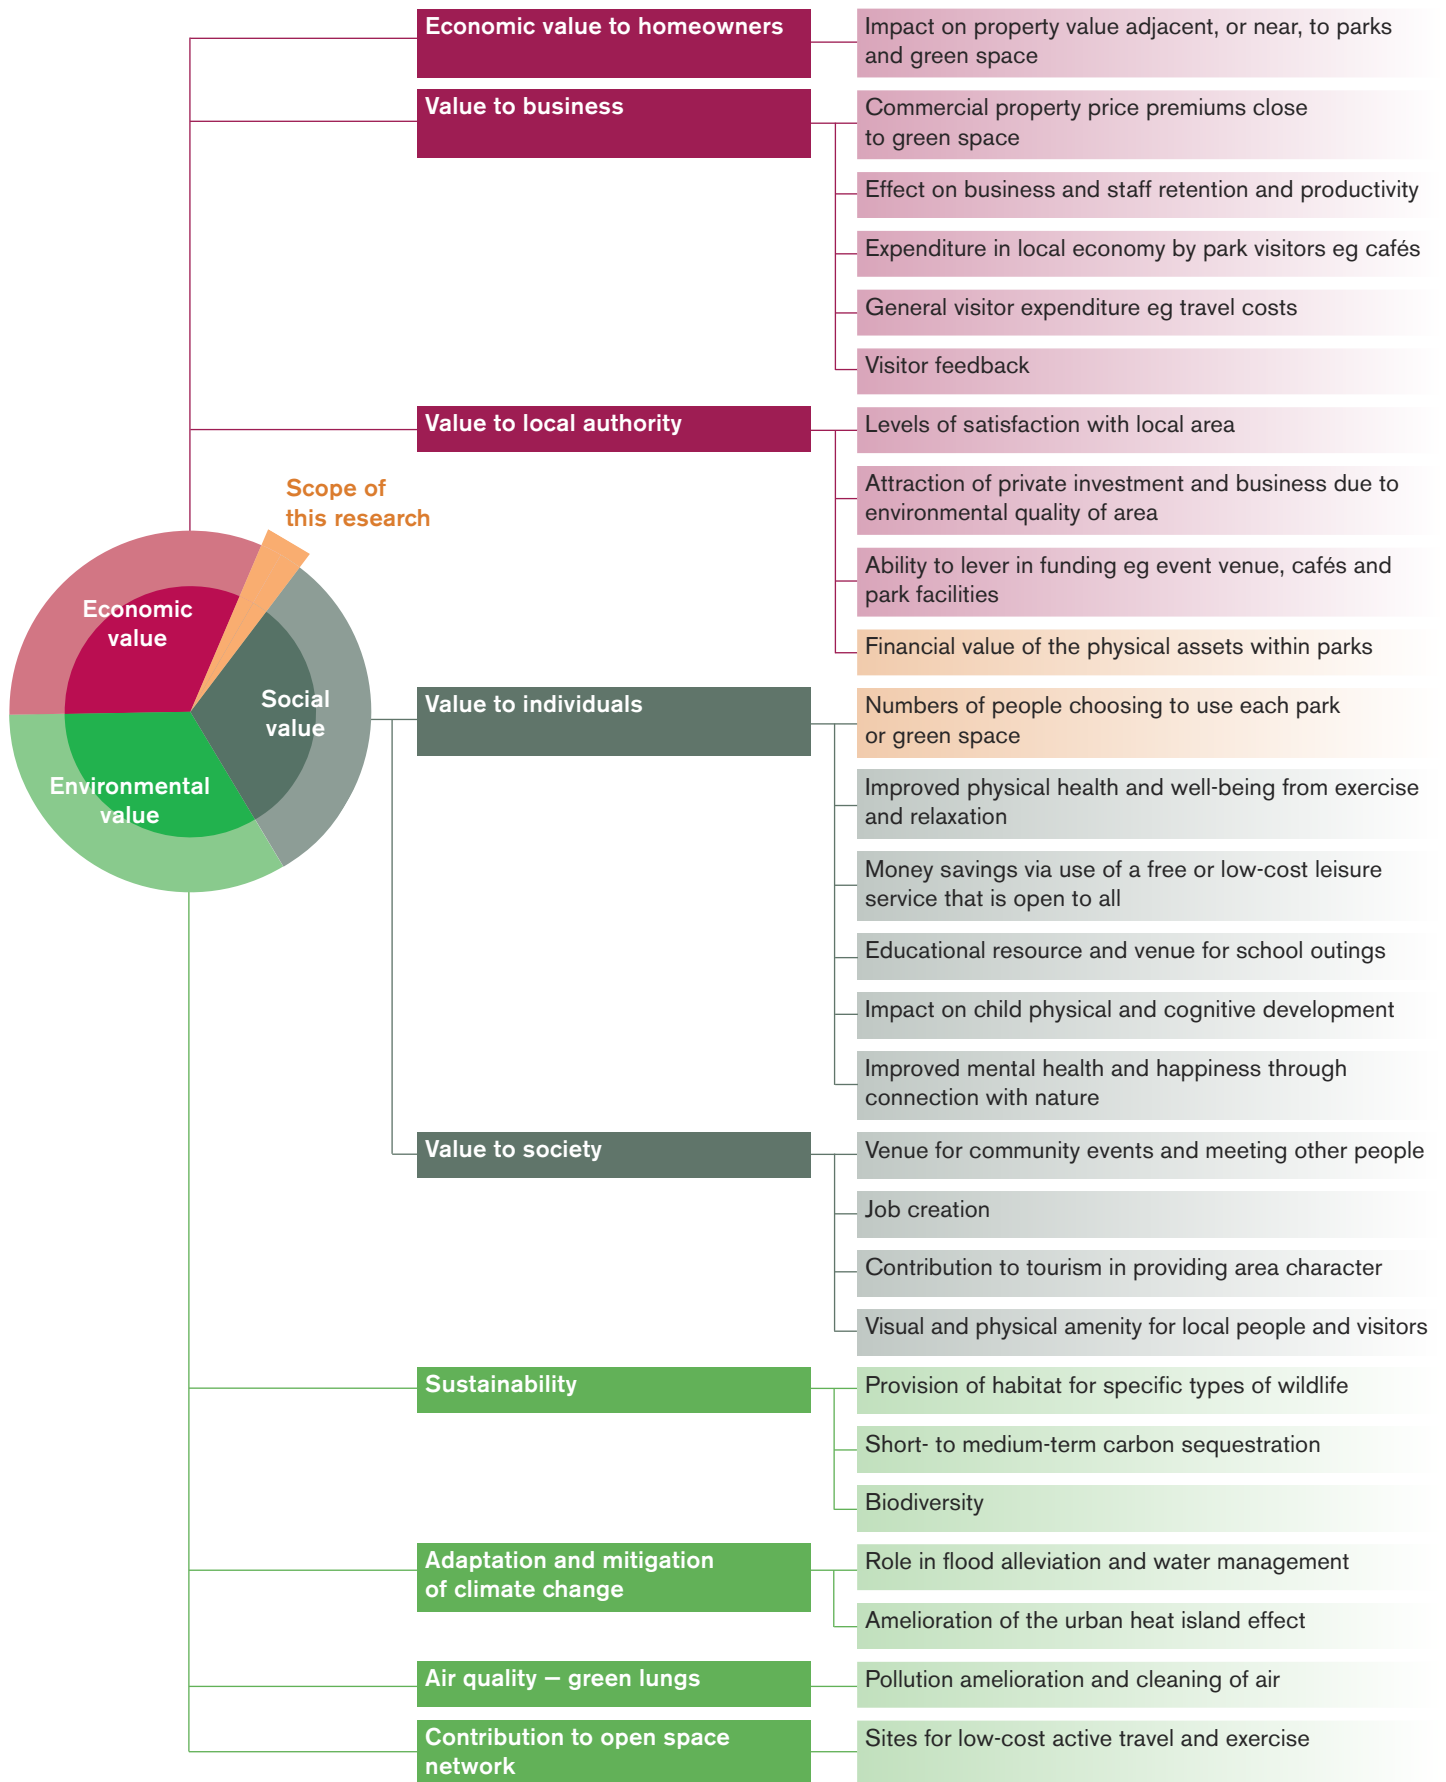 Economic value to homeowners
Impact on property value adjacent, or near, to parks
and green space
Value to business
Commercial property price premiums close
to green space
Effect on business and staff retention and productivity
Expenditure in local economy by park visitors eg cafés
General visitor expenditure eg travel costs
Visitor feedback
Value to local authority
Levels of satisfaction with local area
Attraction of private investment and business due to
environmental quality of area
Ability to lever in funding eg event venue, cafés and
park facilities
Financial value of the physical assets within parks
Scope of
this research
Economic
value
Social
value
Environmental
value
Value to individuals
Numbers of people choosing to use each park
or green space
Improved physical health and well-being from exercise
and relaxation
Money savings via use of a free or low-cost leisure
service that is open to all
Educational resource and venue for school outings
Impact on child physical and cognitive development
Improved mental health and happiness through
connection with nature
Value to society
Venue for community events and meeting other people
Job creation
Contribution to tourism in providing area character
Visual and physical amenity for local people and visitors
Sustainability
Provision of habitat for specific types of wildlife
Short- to medium-term carbon sequestration
Biodiversity
Adaptation and mitigation
of climate change
Role in flood alleviation and water management
Amelioration of the urban heat island effect
Air quality – green lungs
Pollution amelioration and cleaning of air
Contribution to open space
network
Sites for low-cost active travel and exercise